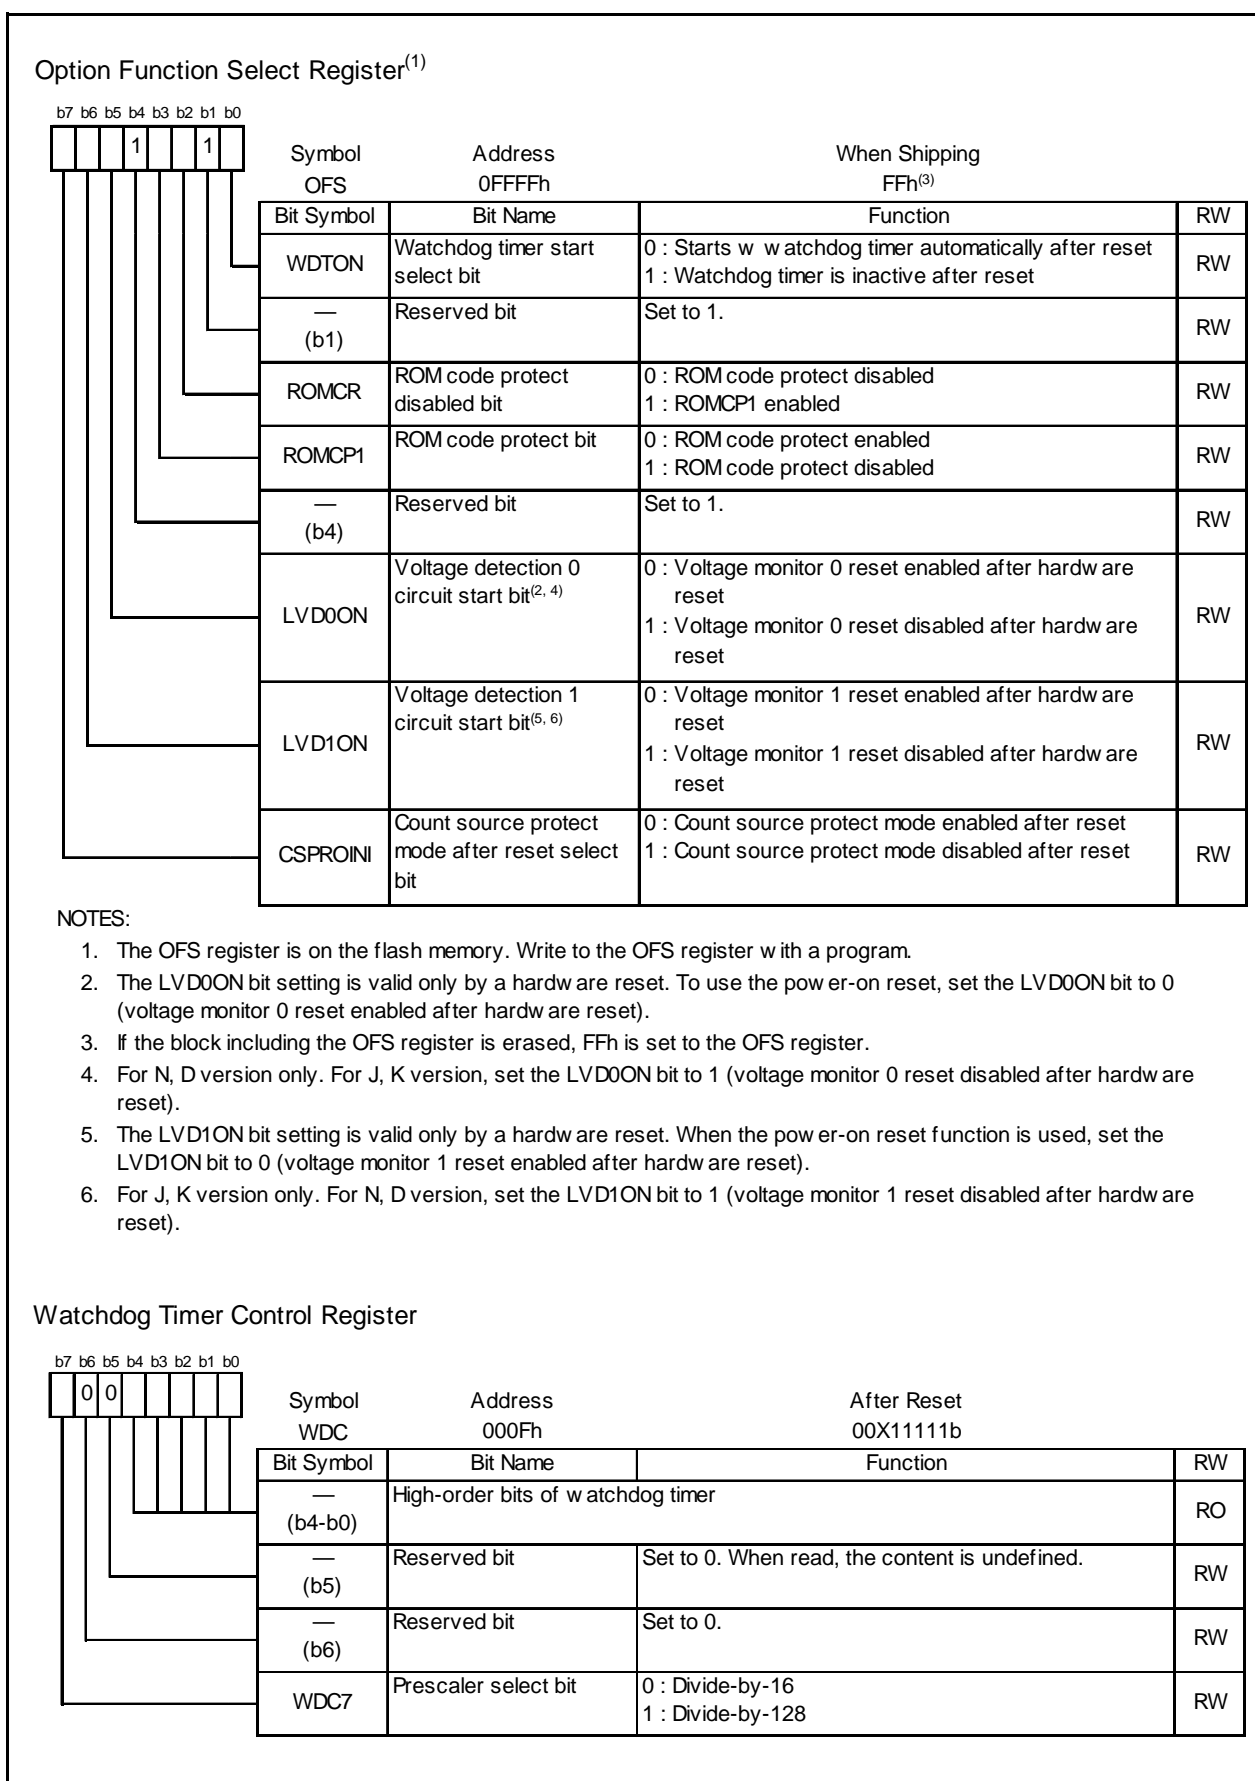 Option Function Select Register(1)
b7 b6 b5 b4 b3 b2 b1 b0
1 1
Symbol Address When Shipping
OFS 0FFFFh FFh(3)
Bit Symbol Bit Name Function RW
WDTON Watchdog timer start select bit 0 : Starts w w atchdog timer automatically after reset RW
1 : Watchdog timer is inactive after reset
— (b1) Reserved bit Set to 1. RW
ROMCR ROM code protect disabled bit 0 : ROM code protect disabled RW
1 : ROMCP1 enabled
ROMCP1 ROM code protect bit 0 : ROM code protect enabled RW
1 : ROM code protect disabled
— (b4) Reserved bit Set to 1. RW
LVD0ON Voltage detection 0 circuit start bit(2, 4) 0 : Voltage monitor 0 reset enabled after hardw are reset RW
1 : Voltage monitor 0 reset disabled after hardw are reset
LVD1ON Voltage detection 1 circuit start bit(5, 6) 0 : Voltage monitor 1 reset enabled after hardw are reset RW
1 : Voltage monitor 1 reset disabled after hardw are reset
CSPROINI Count source protect mode after reset select bit 0 : Count source protect mode enabled after reset RW
1 : Count source protect mode disabled after reset
NOTES:
1. The OFS register is on the flash memory. Write to the OFS register w ith a program.
2. The LVD0ON bit setting is valid only by a hardw are reset. To use the pow er-on reset, set the LVD0ON bit to 0
(voltage monitor 0 reset enabled after hardw are reset).
3. If the block including the OFS register is erased, FFh is set to the OFS register.
4. For N, D version only. For J, K version, set the LVD0ON bit to 1 (voltage monitor 0 reset disabled after hardw are
reset).
5. The LVD1ON bit setting is valid only by a hardw are reset. When the pow er-on reset function is used, set the
LVD1ON bit to 0 (voltage monitor 1 reset enabled after hardw are reset).
6. For J, K version only. For N, D version, set the LVD1ON bit to 1 (voltage monitor 1 reset disabled after hardw are
reset).
Watchdog Timer Control Register
b7 b6 b5 b4 b3 b2 b1 b0
0 0
Symbol Address After Reset
WDC 000Fh 00X11111b
Bit Symbol Bit Name Function RW
— (b4-b0) High-order bits of w atchdog timer RO
— (b5) Reserved bit Set to 0. When read, the content is undefined. RW
— (b6) Reserved bit Set to 0. RW
WDC7 Prescaler select bit 0 : Divide-by-16 RW
1 : Divide-by-128